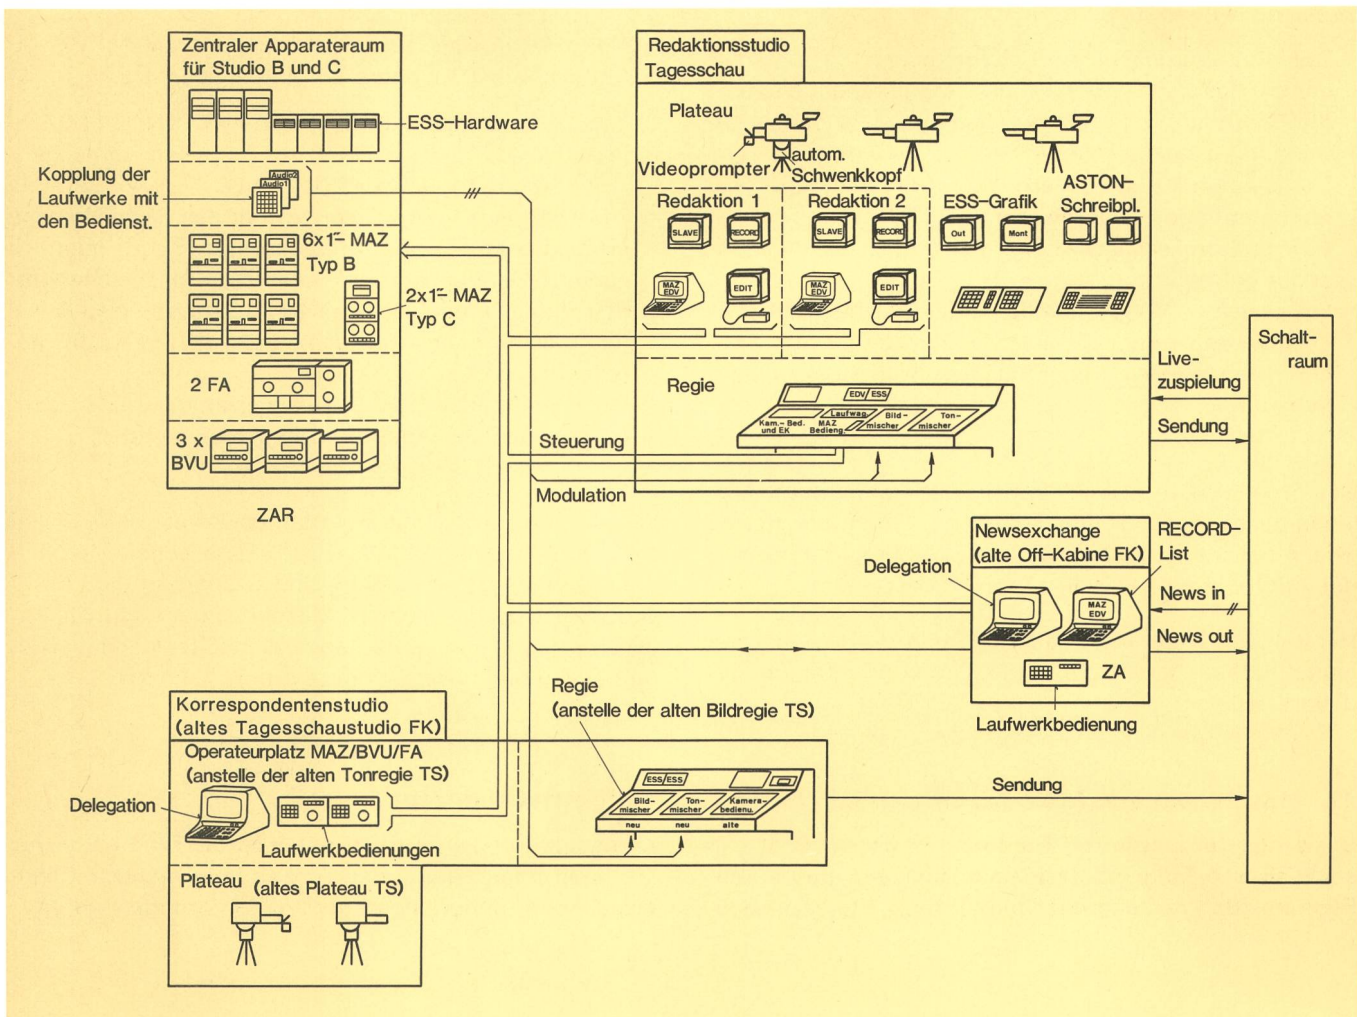 Zentraler Apparateraum
für Studio B und C
ESS-Hardware
Kopplung der
Laufwerke mit
den Bedienst.
Audio2
Audio1
6x1"- MAZ
Typ B
2x1"- MAZ
Typ C
2 FA
3 x
BVU
ZAR
Redaktionsstudio
Tagesschau
Plateau
Videoprompter
autom.
Schwenkkopf
Redaktion 1
SLAVE
RECORD
MAZ
EDV
EDIT
Redaktion 2
SLAVE
RECORD
MAZ
EDV
EDIT
ESS-Grafik
Out
Mont
ASTON-
Schreibpl.
Regie
EDV/ESS
Kam.-Bed.
und EK
Laufwag.
MAZ
Bedieng.
Bild-
mischer
Ton-
mischer
Steuerung
Modulation
Live-
zuspielung
Sendung
Schalt-
raum
Newsexchange
(alte Off-Kabine FK)
RECORD-
List
Delegation
MAZ
EDV
News in
News out
ZA
Laufwerkbedienung
Korrespondentenstudio
(altes Tagesschaustudio FK)
Operateurplatz MAZ/BVU/FA
(anstelle der alten Tonregie TS)
Delegation
Laufwerkbedienungen
Regie
(anstelle der alten Bildregie TS)
ESS/ESS
Bild-
mischer
Ton-
mischer
Kamera-
bedienu.
neu
neu
alte
Sendung
Plateau
(altes Plateau TS)